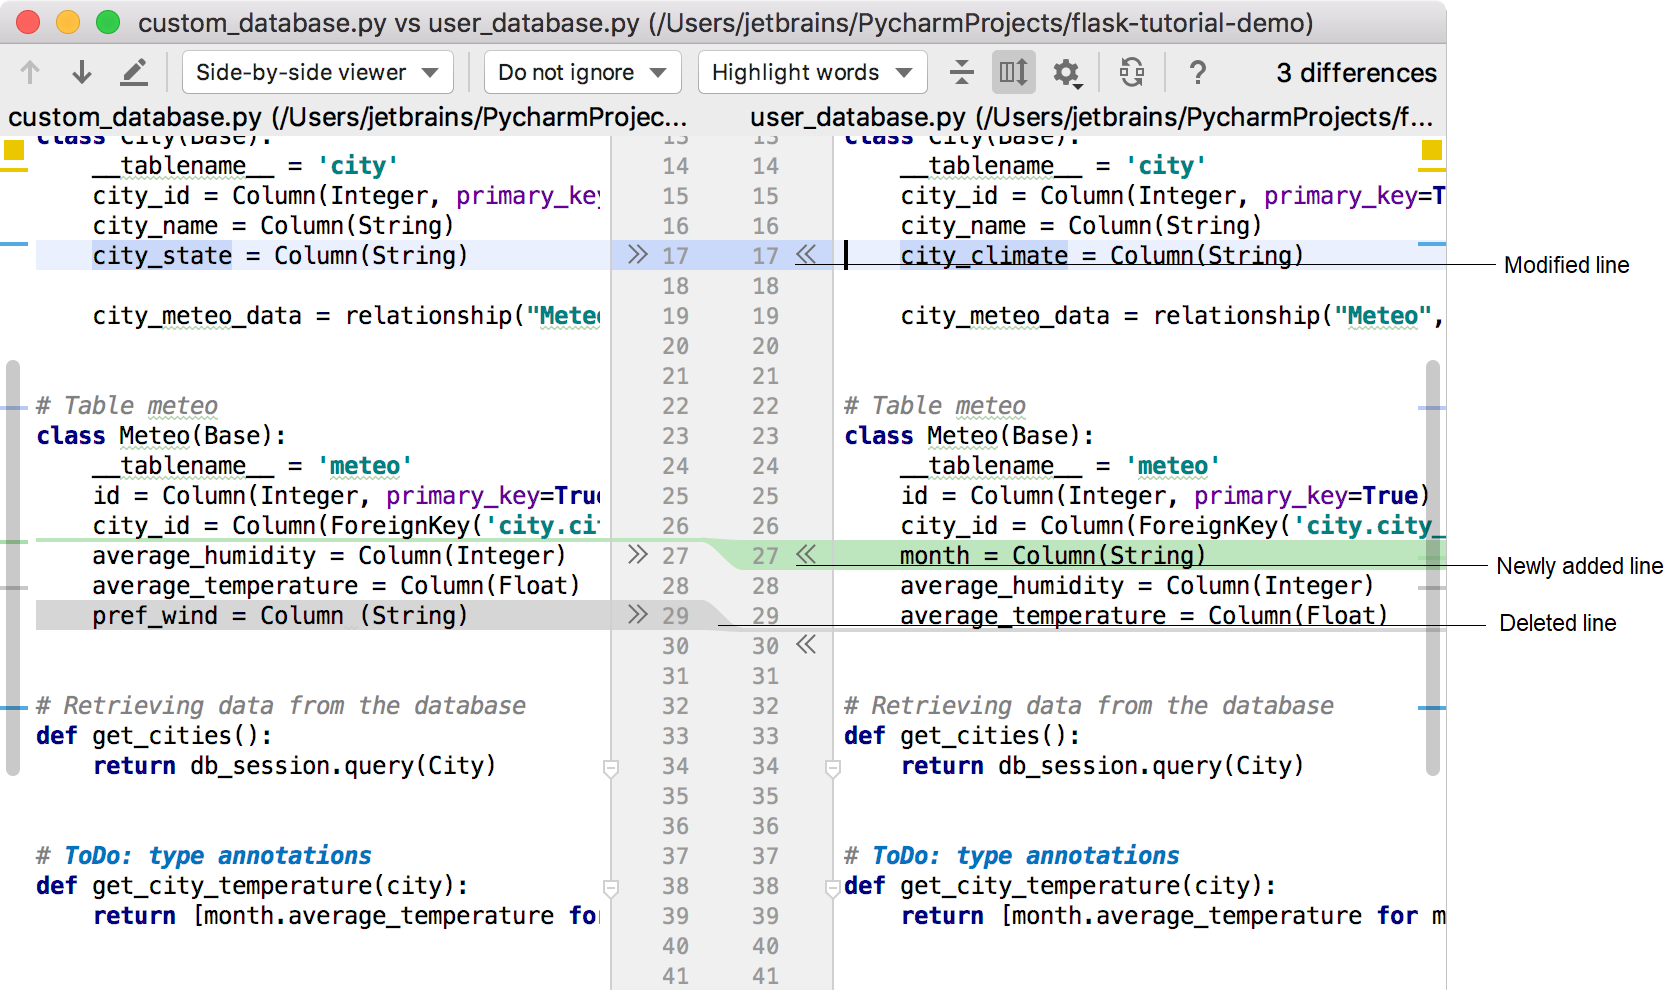 custom_database.py vs user_database.py (/Users/jetbrains/PycharmProjects/flask-tutorial-demo)
Side-by-side viewer Do not ignore Highlight words ? 3 differences
custom_database.py (/Users/jetbrains/PycharmProjec... user_database.py (/Users/jetbrains/PycharmProjects/f...
class City(Base): 13 13 class City(Base):
__tablename__ = 'city' 14 14 __tablename__ = 'city'
city_id = Column(Integer, primary_key 15 15 city_id = Column(Integer, primary_key=T
city_name = Column(String) 16 16 city_name = Column(String)
city_state = Column(String) >> 17 17 << city_climate = Column(String) Modified line
18 18
city_meteo_data = relationship("Meteo 19 19 city_meteo_data = relationship("Meteo",
20 20
21 21
# Table meteo 22 22 # Table meteo
class Meteo(Base): 23 23 class Meteo(Base):
__tablename__ = 'meteo' 24 24 __tablename__ = 'meteo'
id = Column(Integer, primary_key=True 25 25 id = Column(Integer, primary_key=True)
city_id = Column(ForeignKey('city.cit 26 26 city_id = Column(ForeignKey('city.city_
average_humidity = Column(Integer) >> 27 27 << month = Column(String) Newly added line
average_temperature = Column(Float) 28 28 average_humidity = Column(Integer)
pref_wind = Column (String) >> 29 29 average_temperature = Column(Float) Deleted line
30 30 <<
31 31
# Retrieving data from the database 32 32 # Retrieving data from the database
def get_cities(): 33 33 def get_cities():
return db_session.query(City) 34 34 return db_session.query(City)
35 35
36 36
# ToDo: type annotations 37 37 # ToDo: type annotations
def get_city_temperature(city): 38 38 def get_city_temperature(city):
return [month.average_temperature for 39 39 return [month.average_temperature for m
40 40
41 41